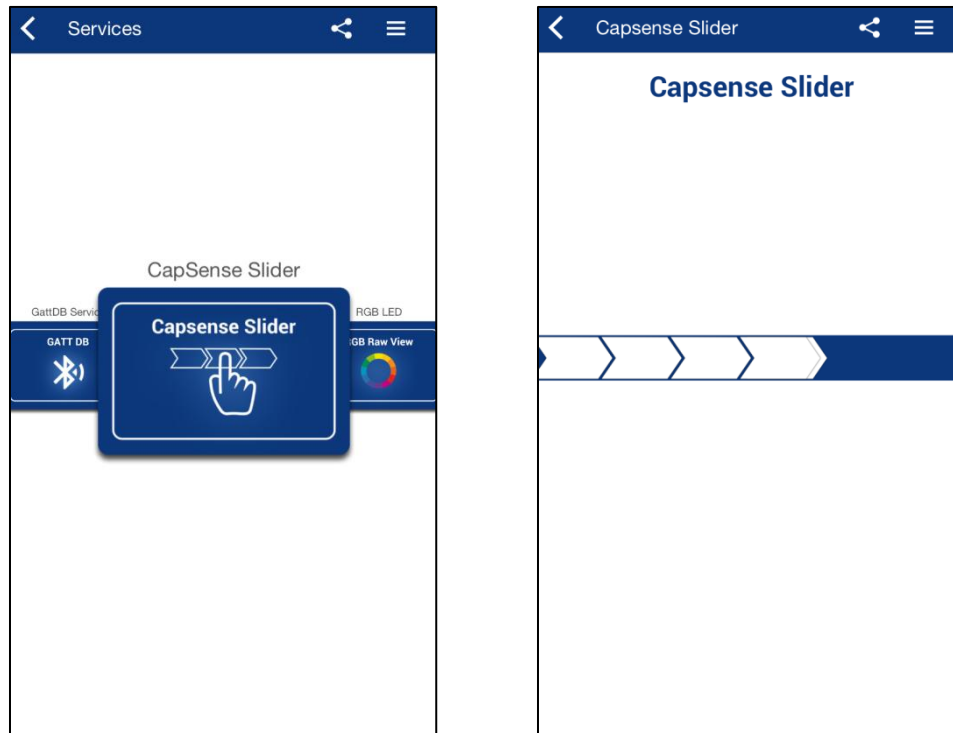 Services
CapSense Slider
GattDB Servic
RGB LED
Capsense Slider
GATT DB
GB Raw View
Capsense Slider
Capsense Slider